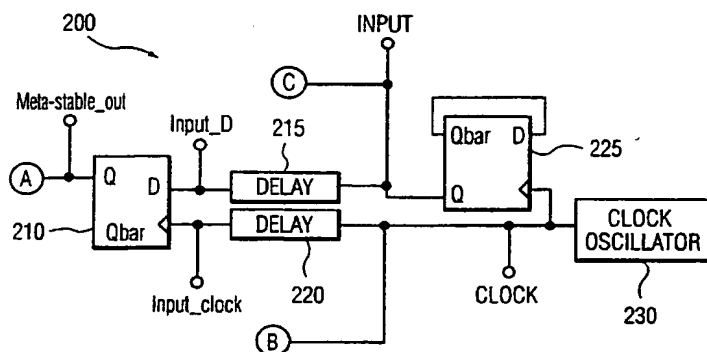 200
INPUT
C
Meta-stable_out
Input_D
215
Qbar D
225
A
Q
D
DELAY
Q
210
Qbar
DELAY
CLOCK
OSCILLATOR
Input_clock
220
CLOCK
230
B